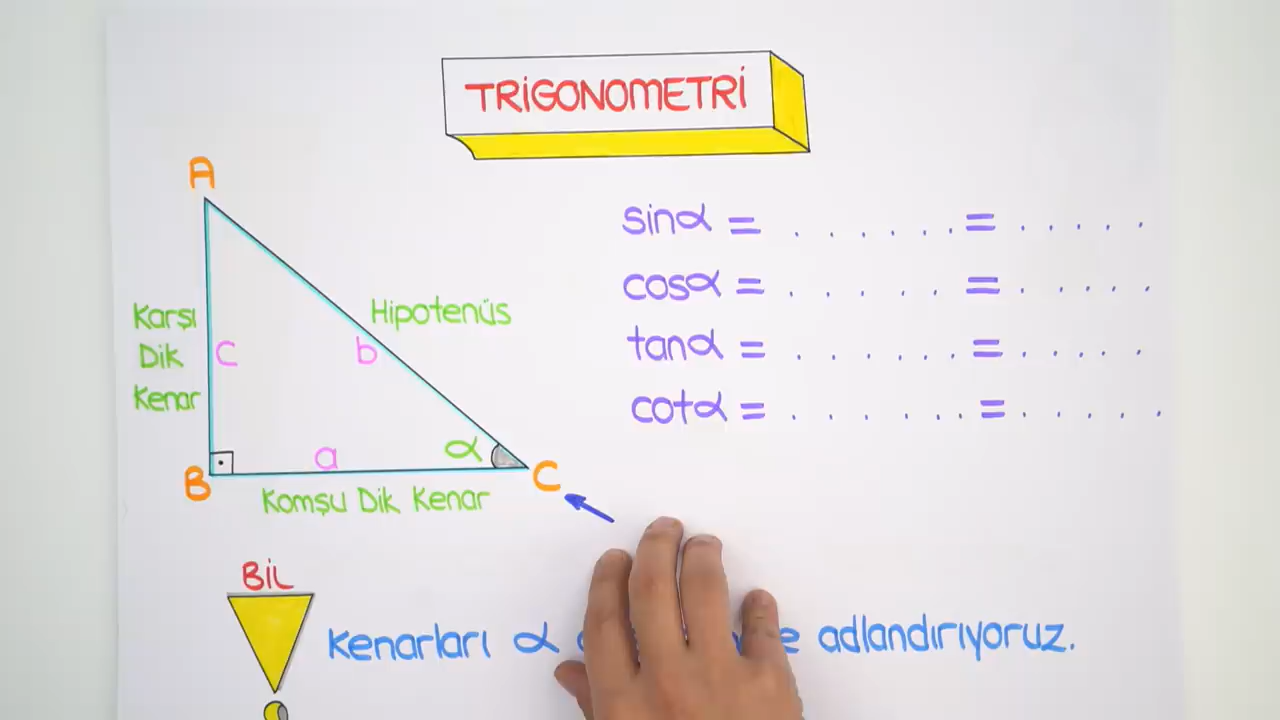 TRİGONOMETRİ
A
Karşı
Dik
Kenar
c
b
Hipotenüs
B
a
α
C
Komşu Dik Kenar
sinα = . . . . . . = . . . . .
cosα = . . . . . = . . . . .
tanα = . . . . . . = . . . . .
cotα = . . . . . . = . . . . .
BİL
Kenarları α adlandırıyoruz.